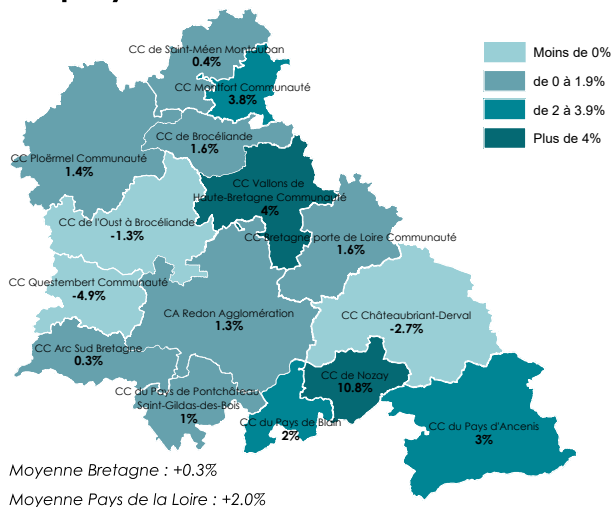 CC de Saint-Méen Montauban
0.4%
CC Montfort Communauté
3.8%
CC de Brocéliande
1.6%
CC Ploërmel Communauté
1.4%
CC Vallons de
Haute-Bretagne Communauté
4%
CC de l'Oust à Brocéliande
-1.3%
CC Bretagne porte de Loire Communauté
1.6%
CC Questembert Communauté
-4.9%
CA Redon Agglomération
1.3%
CC Châteaubriant-Derval
-2.7%
CC Arc Sud Bretagne
0.3%
CC de Nozay
10.8%
CC du Pays de Pontchâteau
Saint-Gildas-des-Bois
1%
CC du Pays de Blain
2%
CC du Pays d'Ancenis
3%
Moins de 0%
de 0 à 1.9%
de 2 à 3.9%
Plus de 4%
Moyenne Bretagne : +0.3%
Moyenne Pays de la Loire : +2.0%